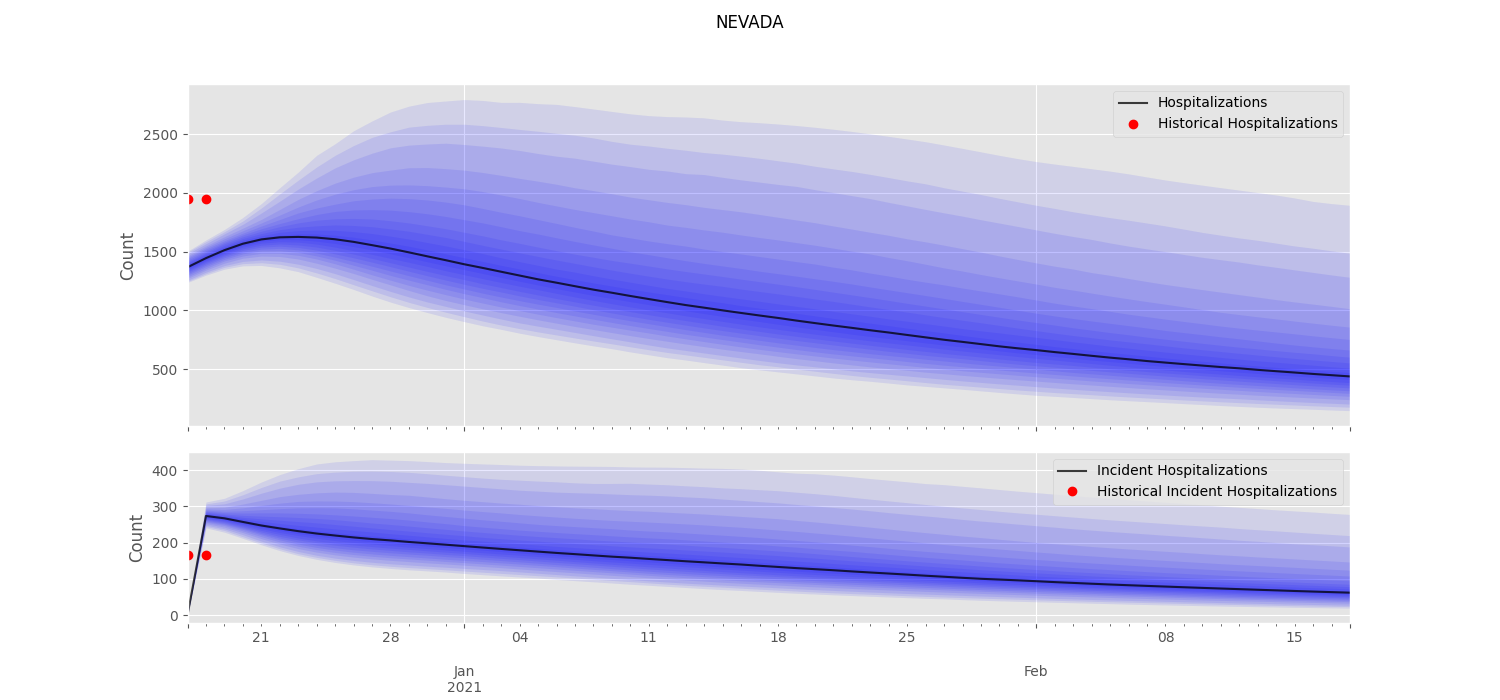 NEVADA
Hospitalizations
Historical Hospitalizations
2500
2000
1500
1000
500
Count
Incident Hospitalizations
Historical Incident Hospitalizations
400
300
200
100
0
Count
21 28 04 11 18 25 08 15
Jan Feb
2021